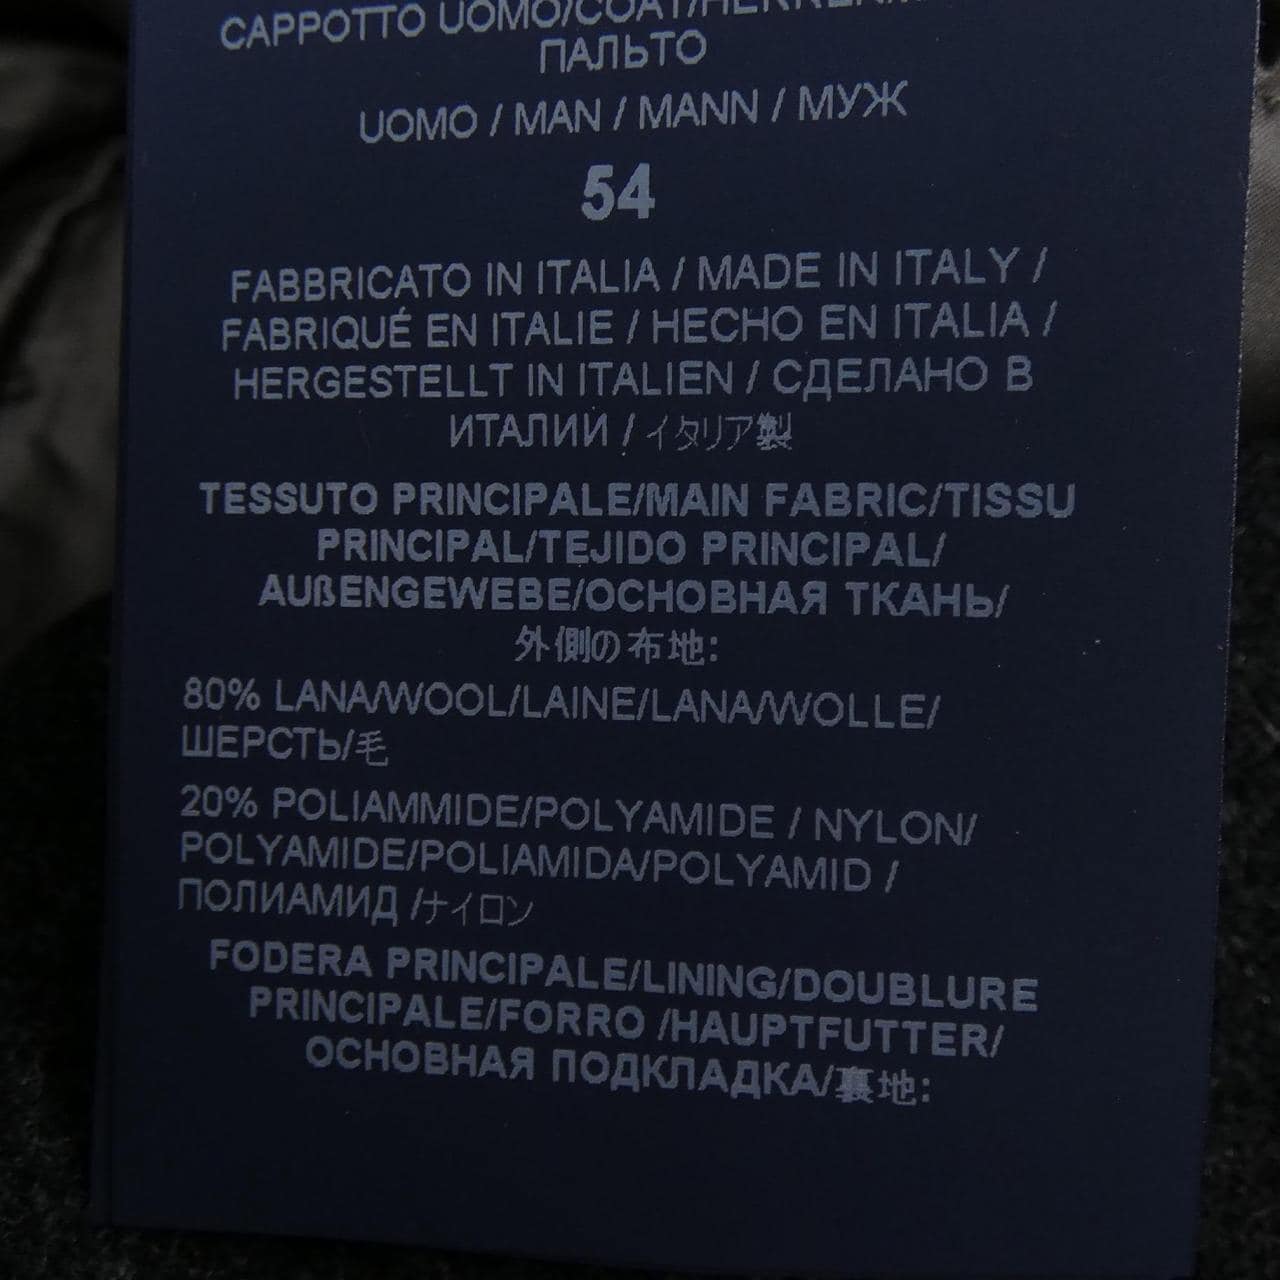 CAPPOTTO UOMO/COAT/
ПАЛЬТО
UOMO / MAN / MANN / МУЖ
54
FABBRICATO IN ITALIA / MADE IN ITALY /
FABRIQUÉ EN ITALIE / HECHO EN ITALIA /
HERGESTELLT IN ITALIEN / СДЕЛАНО В
ИТАЛИИ / イタリア製
TESSUTO PRINCIPALE/MAIN FABRIC/TISSU
PRINCIPAL/TEJIDO PRINCIPAL/
AUßENGEWEBE/ОСНОВНАЯ ТКАНЬ/
外側の布地:
80% LANA/WOOL/LAINE/LANA/WOLLE/
ШЕРСТЬ/毛
20% POLIAMMIDE/POLYAMIDE / NYLON/
POLYAMIDE/POLIAMIDA/POLYAMID /
ПОЛИАМИД /ナイロン
FODERA PRINCIPALE/LINING/DOUBLURE
PRINCIPALE/FORRO /HAUPTFUTTER/
ОСНОВНАЯ ПОДКЛАДКА/裏地: